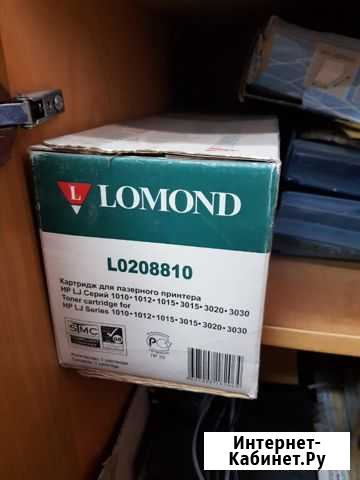 L LOMOND
L0208810
Картридж для лазерного принтера
HP LJ Серий 1010•1012•1015•3015•3020•3030
Toner cartridge for
HP LJ Series 1010•1012•1015•3015•3020•3030
STMC
Интернет-
Кабинет.Ру